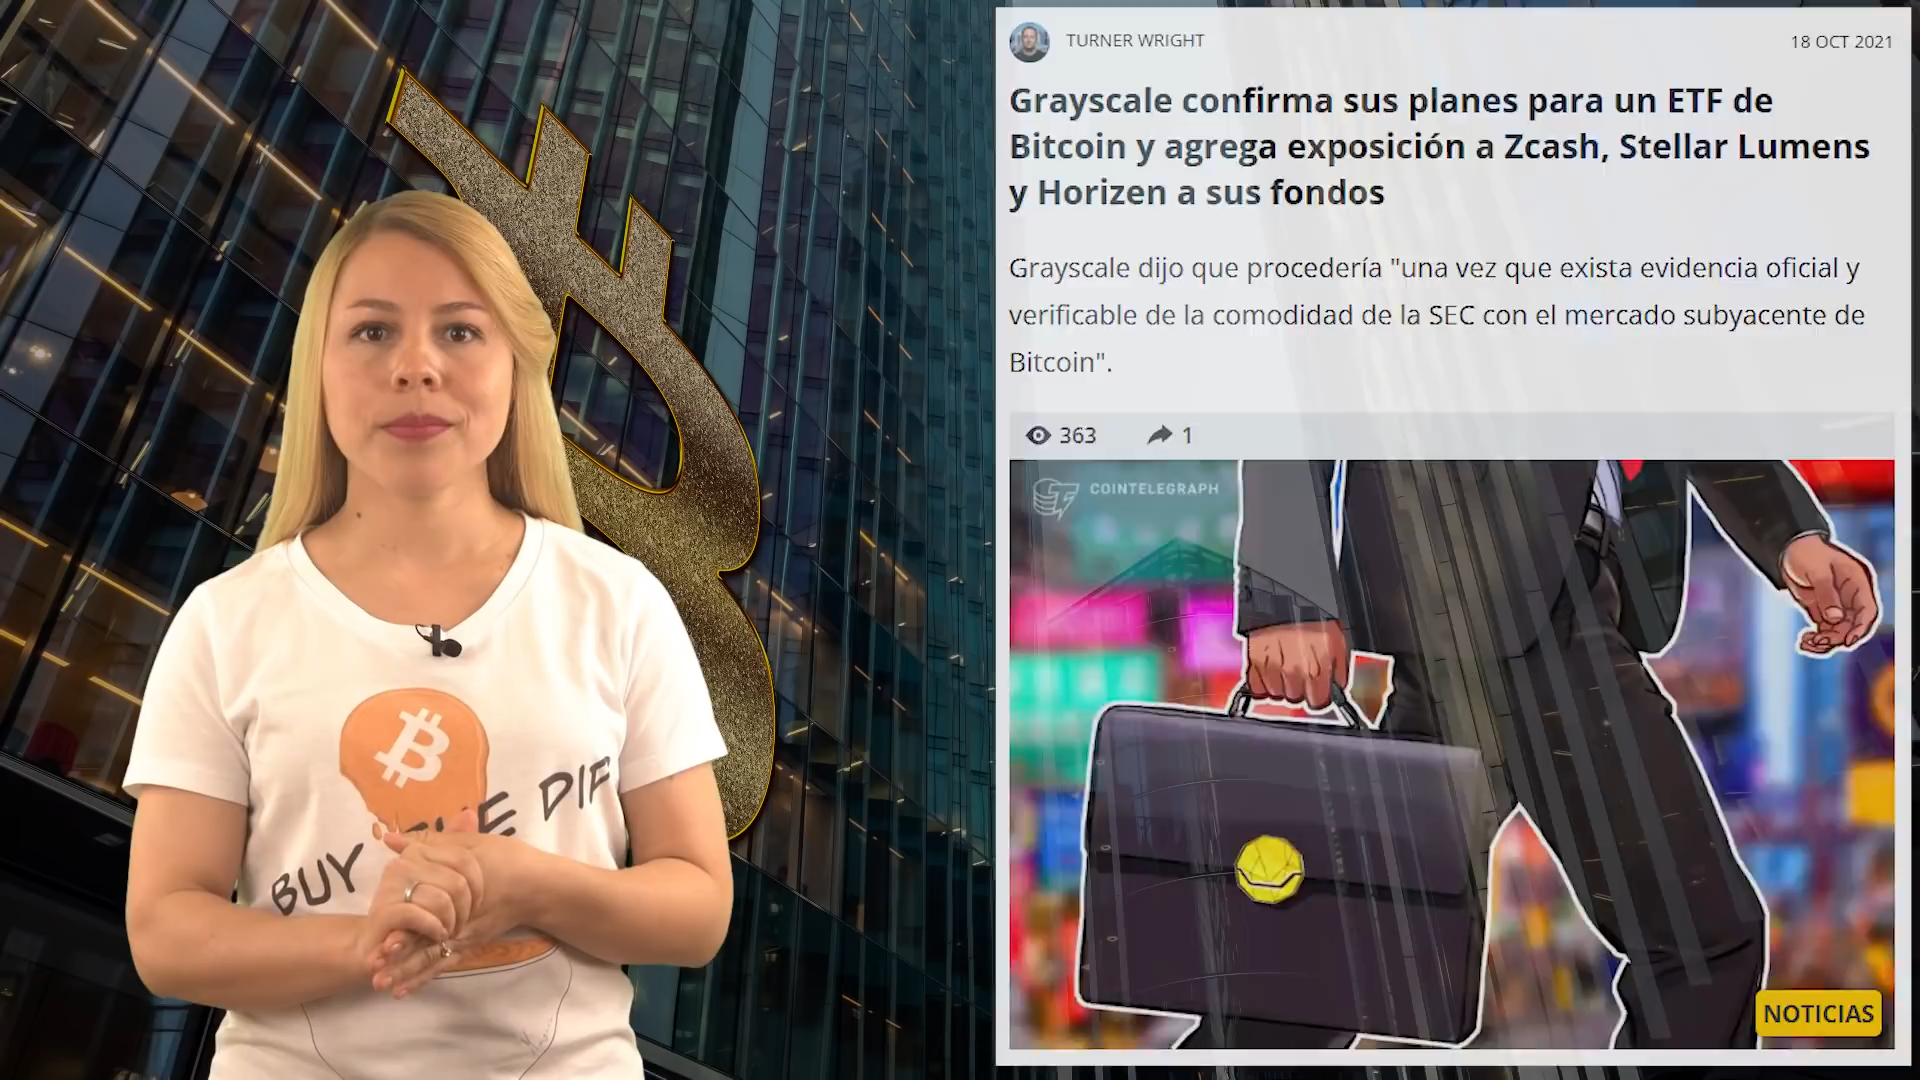 TURNER WRIGHT
18 OCT 2021
Grayscale confirma sus planes para un ETF de
Bitcoin y agrega exposición a Zcash, Stellar Lumens
y Horizen a sus fondos
Grayscale dijo que procedería "una vez que exista evidencia oficial y
verificable de la comodidad de la SEC con el mercado subyacente de
Bitcoin".
363
1
COINTELEGRAPH
NOTICIAS
BUY THE DIP